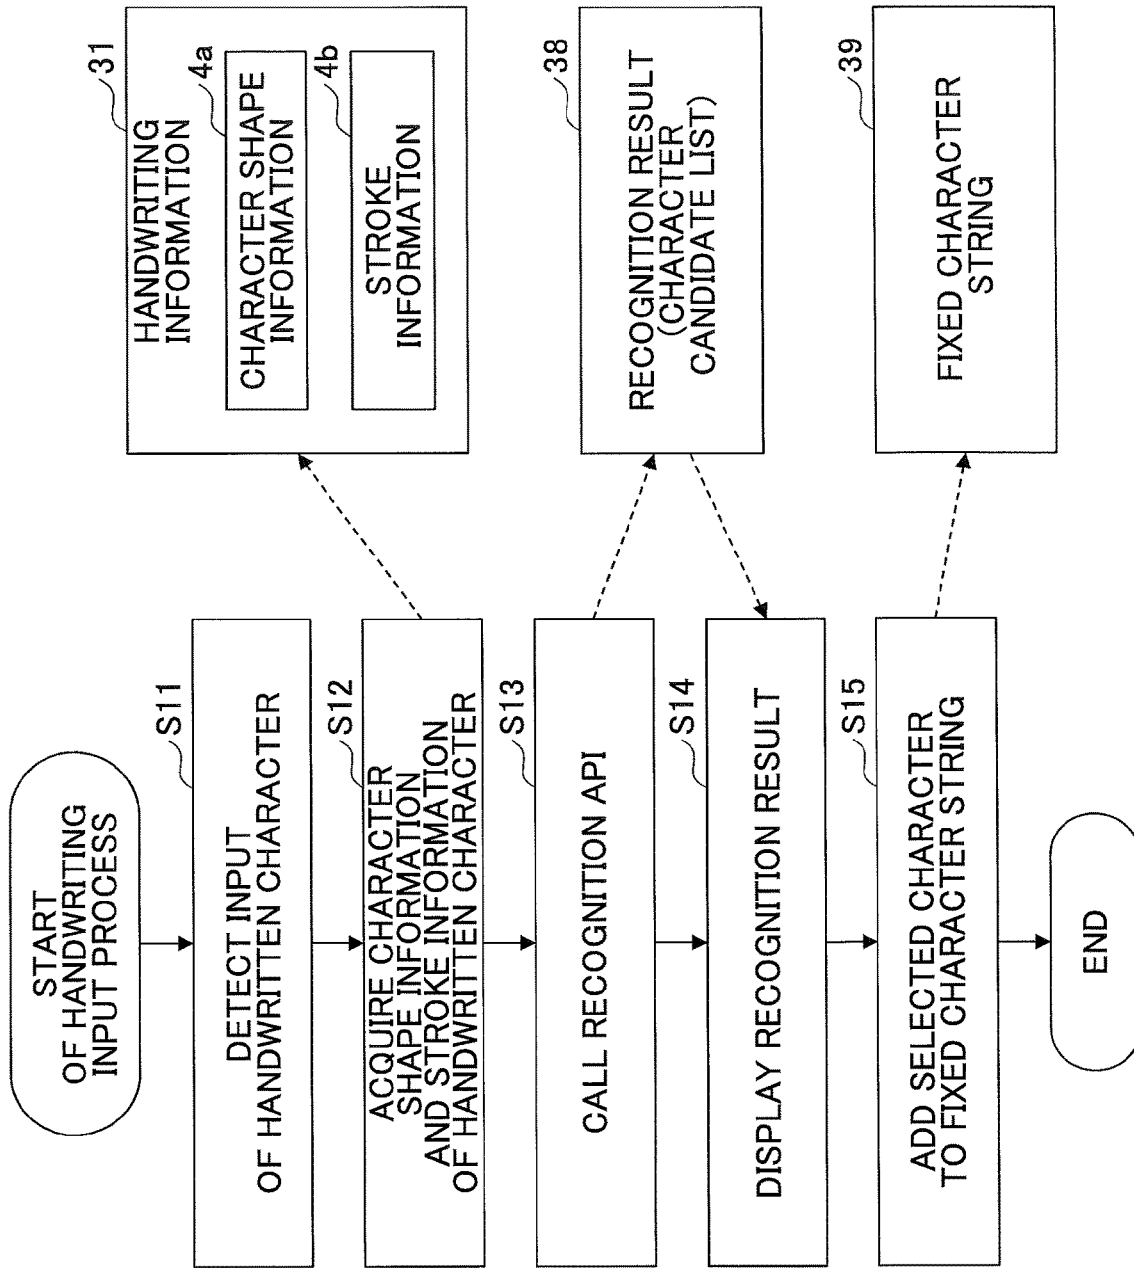 START
OF HANDWRITING
INPUT PROCESS
S11
DETECT INPUT
OF HANDWRITTEN CHARACTER
S12
ACQUIRE CHARACTER
SHAPE INFORMATION
AND STROKE INFORMATION
OF HANDWRITTEN CHARACTER
S13
CALL RECOGNITION API
S14
DISPLAY RECOGNITION RESULT
S15
ADD SELECTED CHARACTER
TO FIXED CHARACTER STRING
END
31
HANDWRITING
INFORMATION
4a
CHARACTER SHAPE
INFORMATION
4b
STROKE
INFORMATION
38
RECOGNITION RESULT
(CHARACTER
CANDIDATE LIST)
39
FIXED CHARACTER
STRING